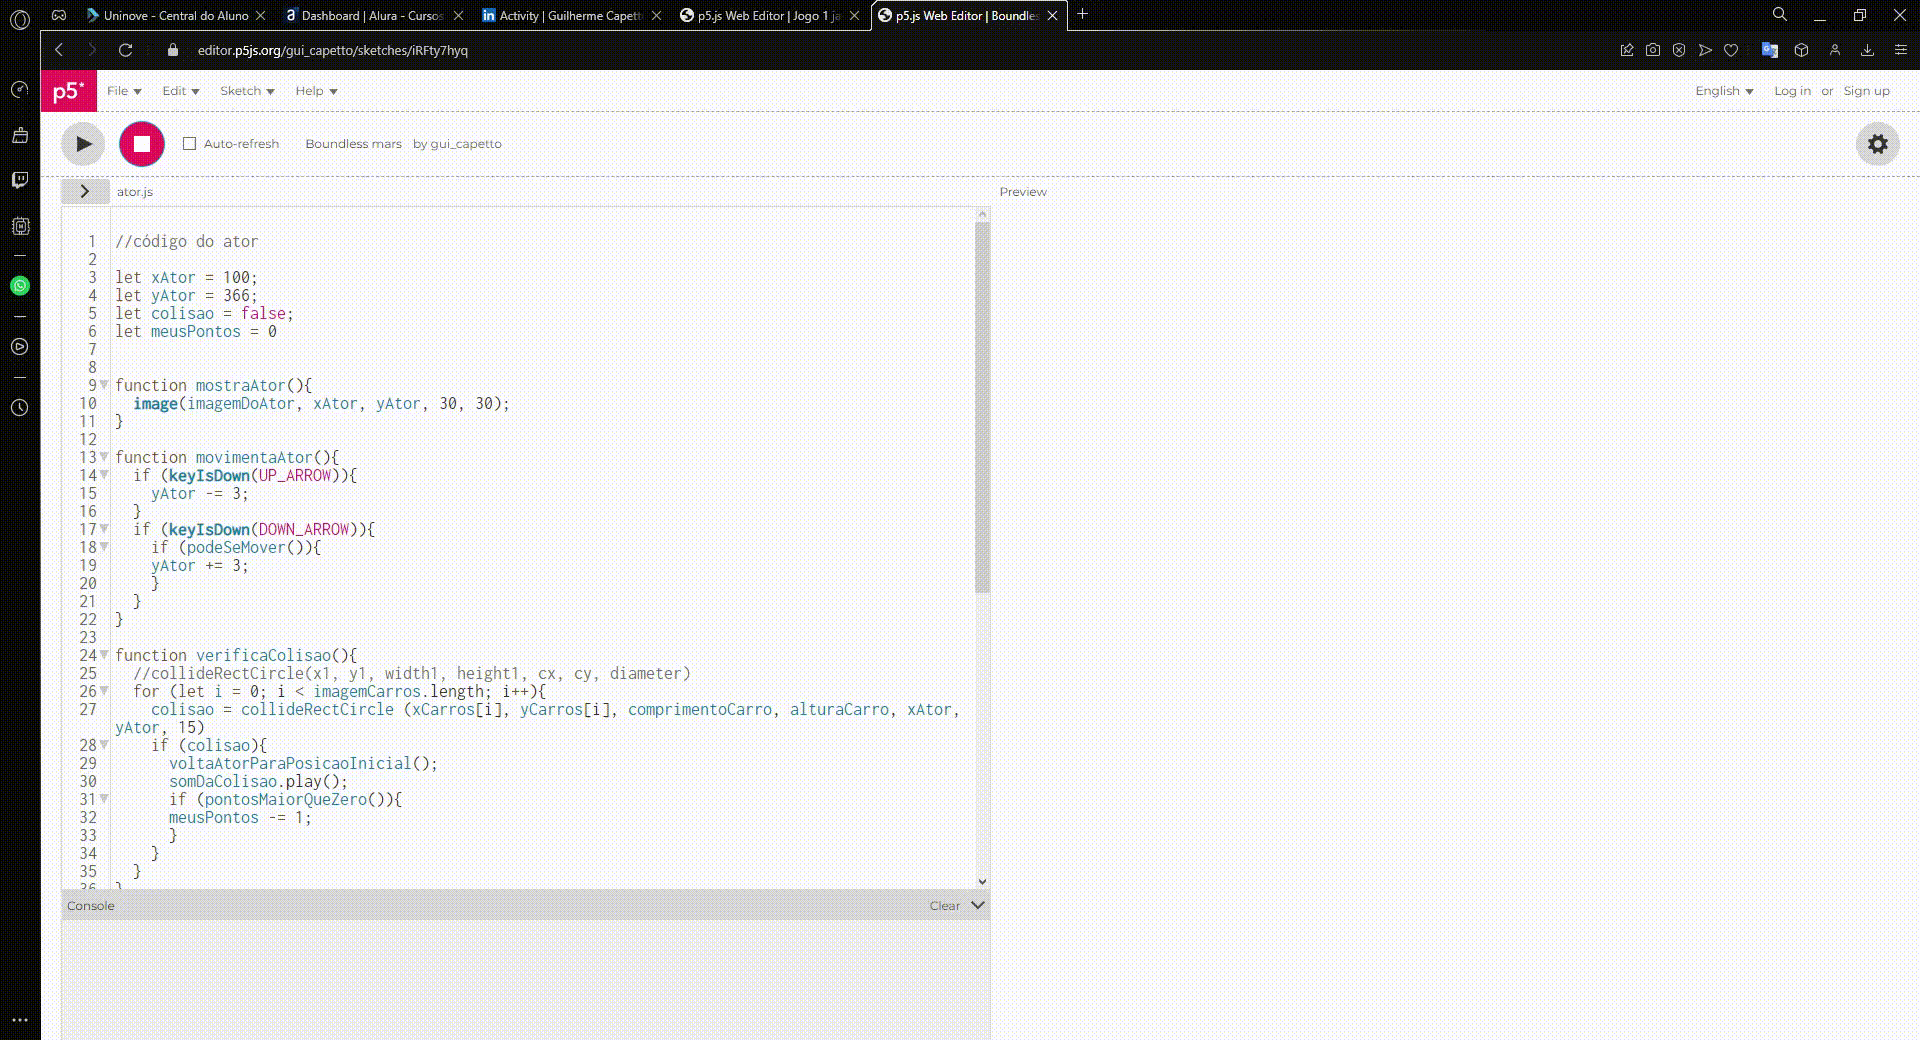 Uninove - Central do Aluno
Dashboard | Alura - Cursos
Activity | Guilherme Capett
p5.js Web Editor | Jogo 1 ja
p5.js Web Editor | Boundles
editor.p5js.org/gui_capetto/sketches/iRFty7hyq
p5*
File
Edit
Sketch
Help
English
Log in or Sign up
Auto-refresh
Boundless mars by gui_capetto
ator.js
Preview
1 //código do ator
2
3 let xAtor = 100;
4 let yAtor = 366;
5 let colisao = false;
6 let meusPontos = 0
7
8
9 function mostraAtor(){
10 image(imagemDoAtor, xAtor, yAtor, 30, 30);
11 }
12
13 function movimentaAtor(){
14 if (keyIsDown(UP_ARROW)){
15 yAtor -= 3;
16 }
17 if (keyIsDown(DOWN_ARROW)){
18 if (podeSeMover()){
19 yAtor += 3;
20 }
21 }
22 }
23
24 function verificaColisao(){
25 //collideRectCircle(x1, y1, width1, height1, cx, cy, diameter)
26 for (let i = 0; i < imagemCarros.length; i++){
27 colisao = collideRectCircle (xCarros[i], yCarros[i], comprimentoCarro, alturaCarro, xAtor,
yAtor, 15)
28 if (colisao){
29 voltaAtorParaPosicaoInicial();
30 somDaColisao.play();
31 if (pontosMaiorQueZero()){
32 meusPontos -= 1;
33 }
34 }
35 }
36 }
Console
Clear